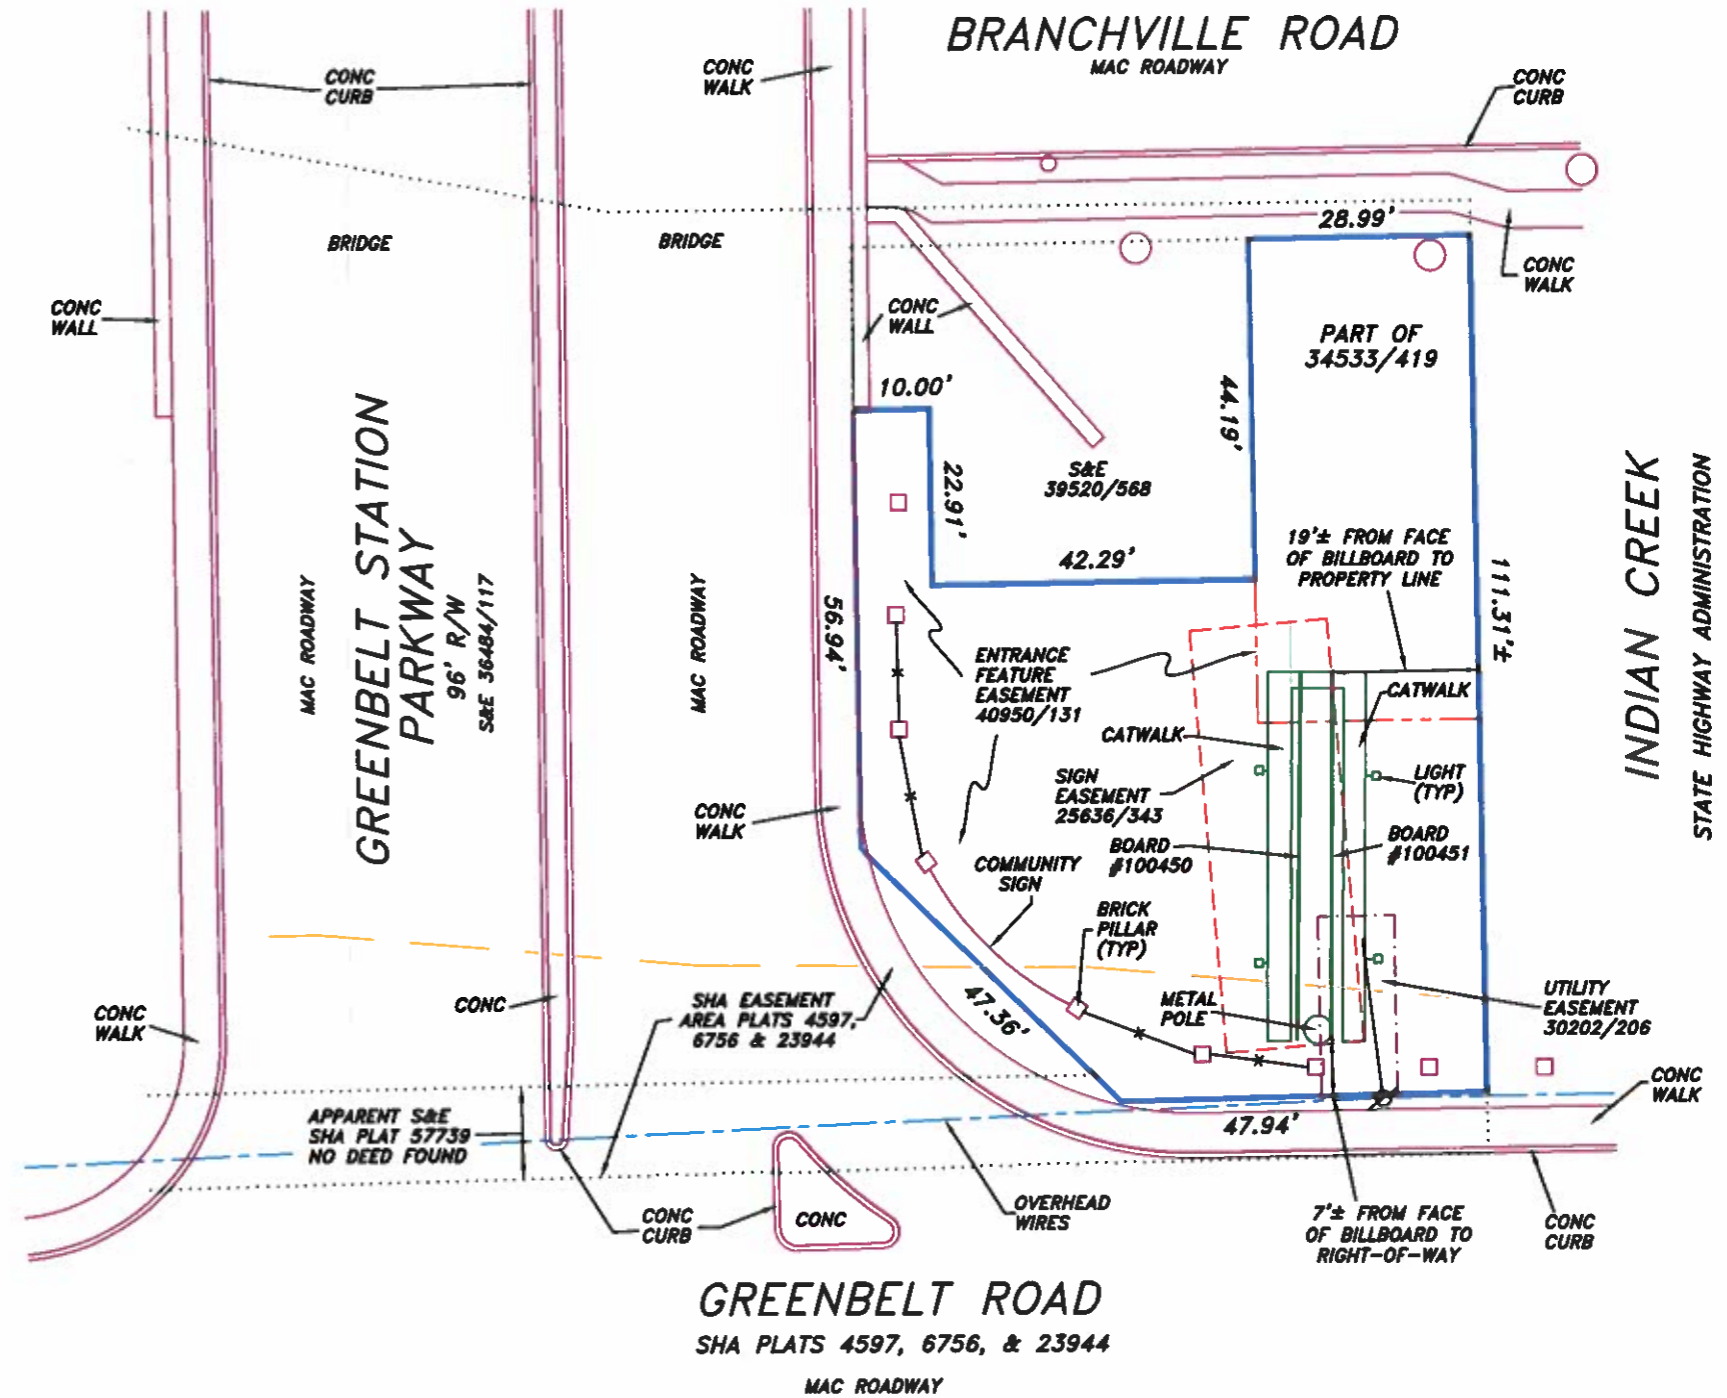 BRANCHVILLE ROAD
MAC ROADWAY
CONC
CURB
CONC
WALK
CONC
CURB
28.99'
BRIDGE
BRIDGE
CONC
WALK
CONC
WALL
CONC
WALL
PART OF
34533/419
10.00'
44.19'
S&E
39520/568
22.91'
42.29'
19'± FROM FACE
OF BILLBOARD TO
PROPERTY LINE
111.31'±
INDIAN CREEK
STATE HIGHWAY ADMINISTRATION
GREENBELT STATION
PARKWAY
96' R/W
S&E 36484/117
MAC ROADWAY
MAC ROADWAY
56.94'
ENTRANCE
FEATURE
EASEMENT
40950/131
CATWALK
CATWALK
SIGN
EASEMENT
25636/343
LIGHT
(TYP)
CONC
WALK
BOARD
#100450
BOARD
#100451
COMMUNITY
SIGN
BRICK
PILLAR
(TYP)
CONC
WALK
CONC
SHA EASEMENT
AREA PLATS 4597,
6756 & 23944
47.36'
METAL
POLE
UTILITY
EASEMENT
30202/206
CONC
WALK
APPARENT S&E
SHA PLAT 57739
NO DEED FOUND
47.94'
CONC
CURB
CONC
OVERHEAD
WIRES
7'± FROM FACE
OF BILLBOARD TO
RIGHT-OF-WAY
CONC
CURB
GREENBELT ROAD
SHA PLATS 4597, 6756, & 23944
MAC ROADWAY